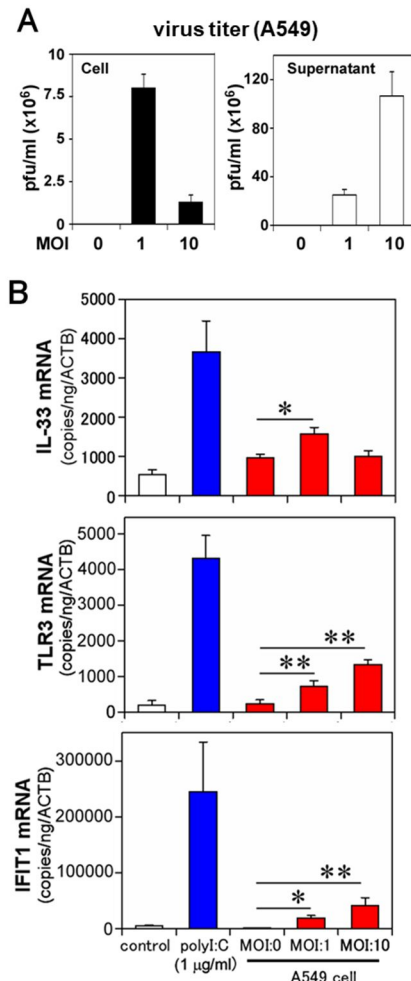 A
virus titer (A549)
Cell
pfu/ml (x10⁶)
7.5
5
2.5
0
MOI 0 1 10
Supernatant
pfu/ml (x10⁶)
120
80
40
0
0 1 10
B
IL-33 mRNA
(copies/ng/ACTB)
5000
4000
3000
2000
1000
0
*
TLR3 mRNA
(copies/ng/ACTB)
5000
4000
3000
2000
1000
0
**
**
IFIT1 mRNA
(copies/ng/ACTB)
300000
200000
100000
0
**
*
control polyI:C MOI:0 MOI:1 MOI:10
(1 μg/ml)
A549 cell